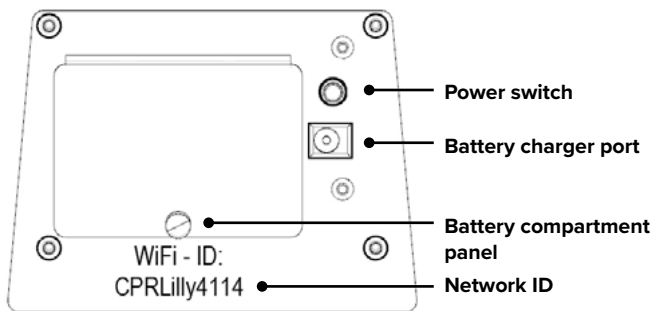 Power switch
Battery charger port
Battery compartment
panel
WiFi - ID:
CPRLilly4114
Network ID